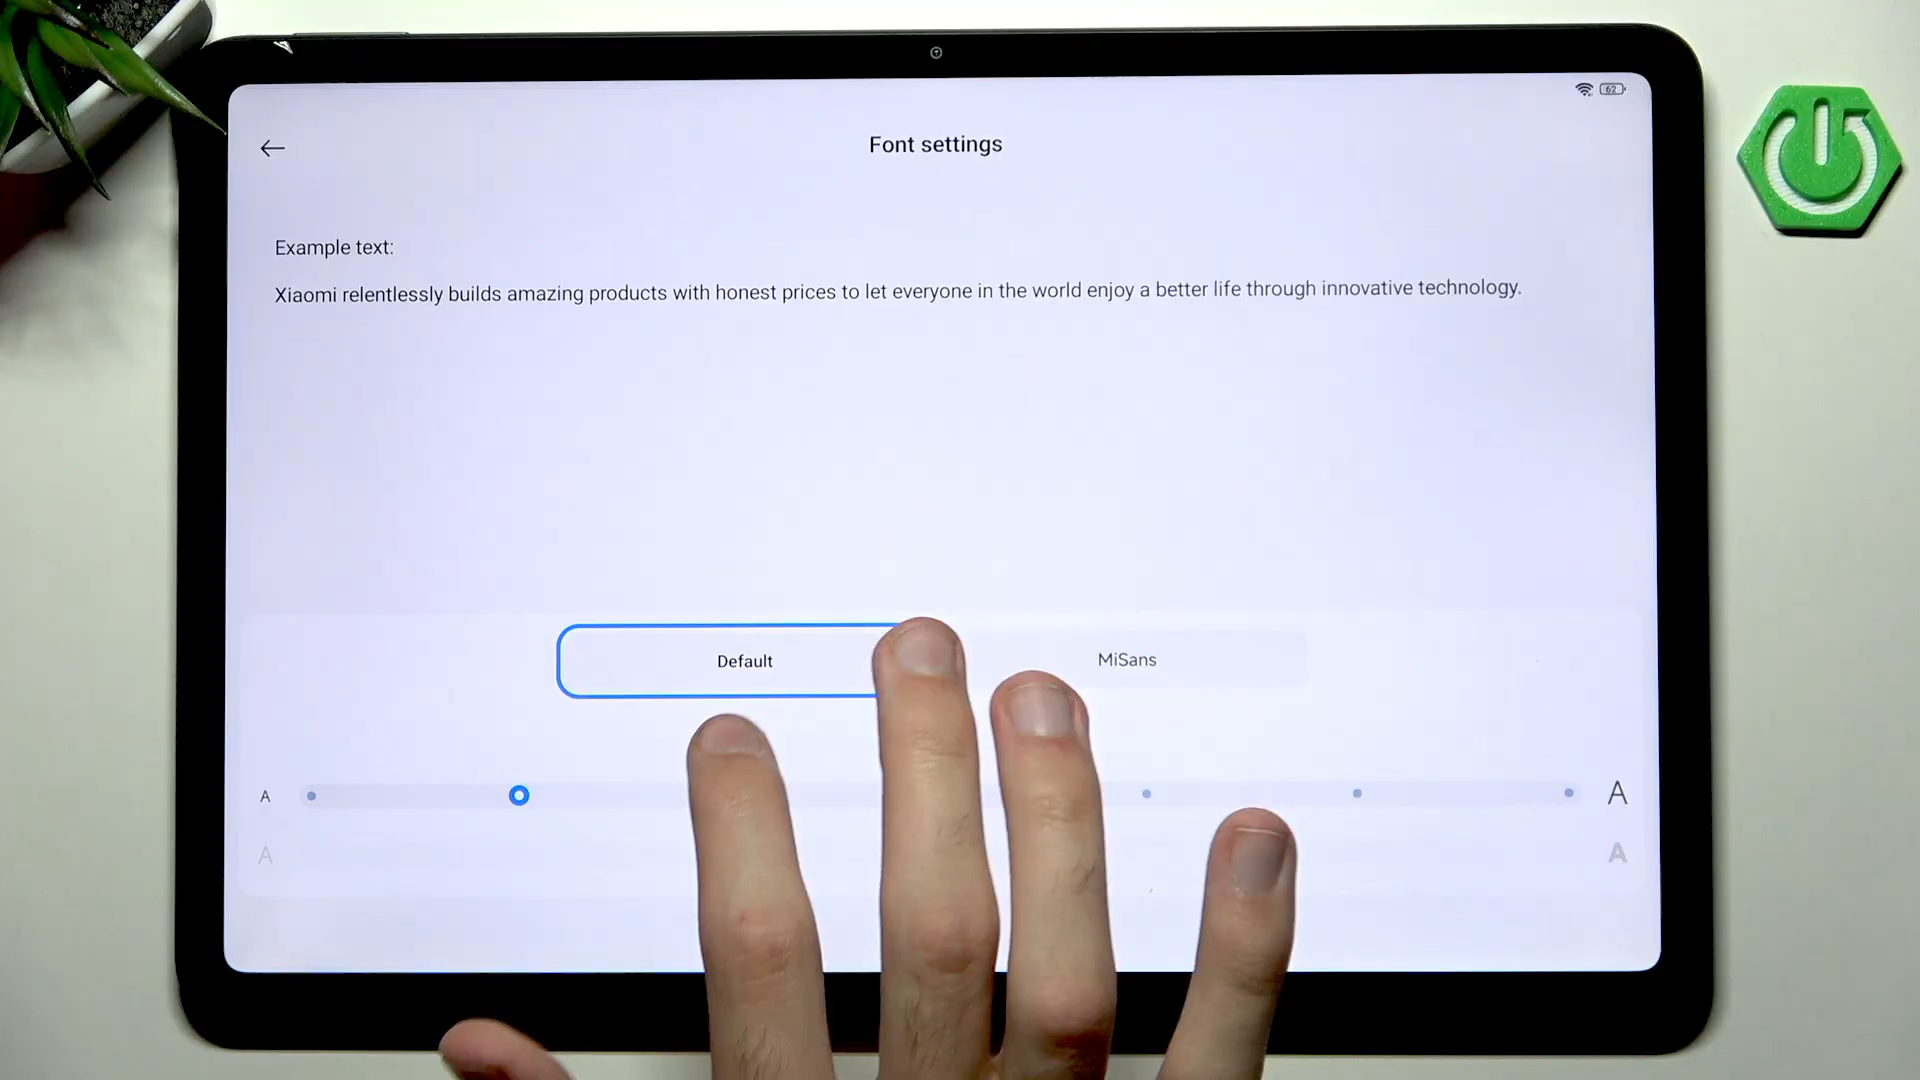 62
Font settings
Example text:
Xiaomi relentlessly builds amazing products with honest prices to let everyone in the world enjoy a better life through innovative technology.
Default
MiSans
A
A
A
A